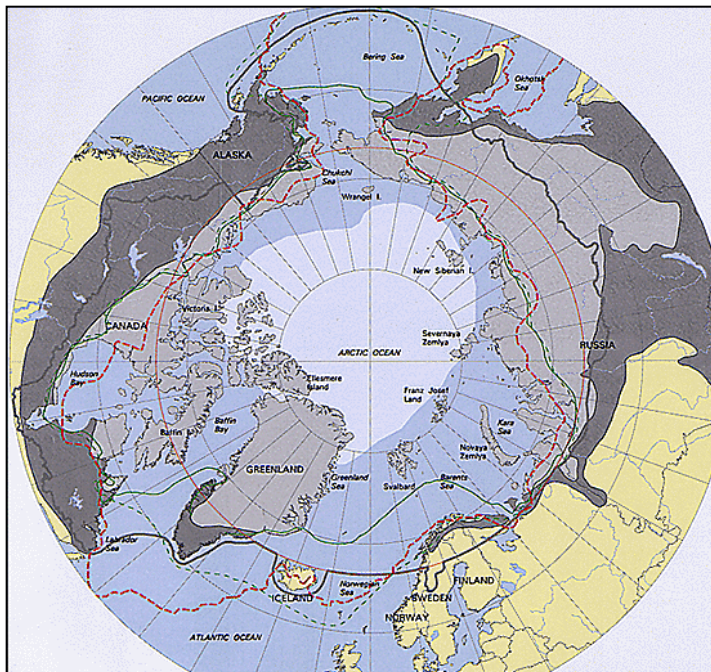 Bering Sea
Okhotsk
Sea
PACIFIC OCEAN
ALASKA
Chukchi
Sea
Wrangel I.
New Siberian I.
Victoria I.
CANADA
Severnaya
Zemlya
RUSSIA
ARCTIC OCEAN
Hudson
Bay
Ellesmere
Island
Franz Josef
Land
Baffin
Bay
Kara
Sea
Baffin I.
Novaya
Zemlya
GREENLAND
Greenland
Sea
Svalbard
Barents
Sea
Labrador
Sea
Norwegian
Sea
ICELAND
FINLAND
SWEDEN
NORWAY
ATLANTIC OCEAN